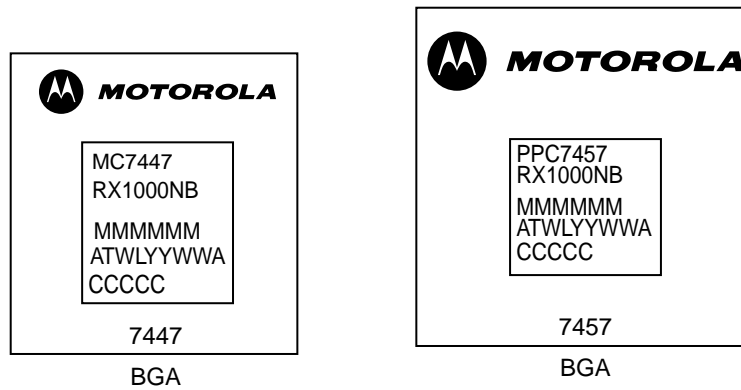 MOTOROLA
MC7447
RX1000NB
MMMMMM
ATWLYYWWA
CCCCC
7447
BGA
MOTOROLA
PPC7457
RX1000NB
MMMMMM
ATWLYYWWA
CCCCC
7457
BGA